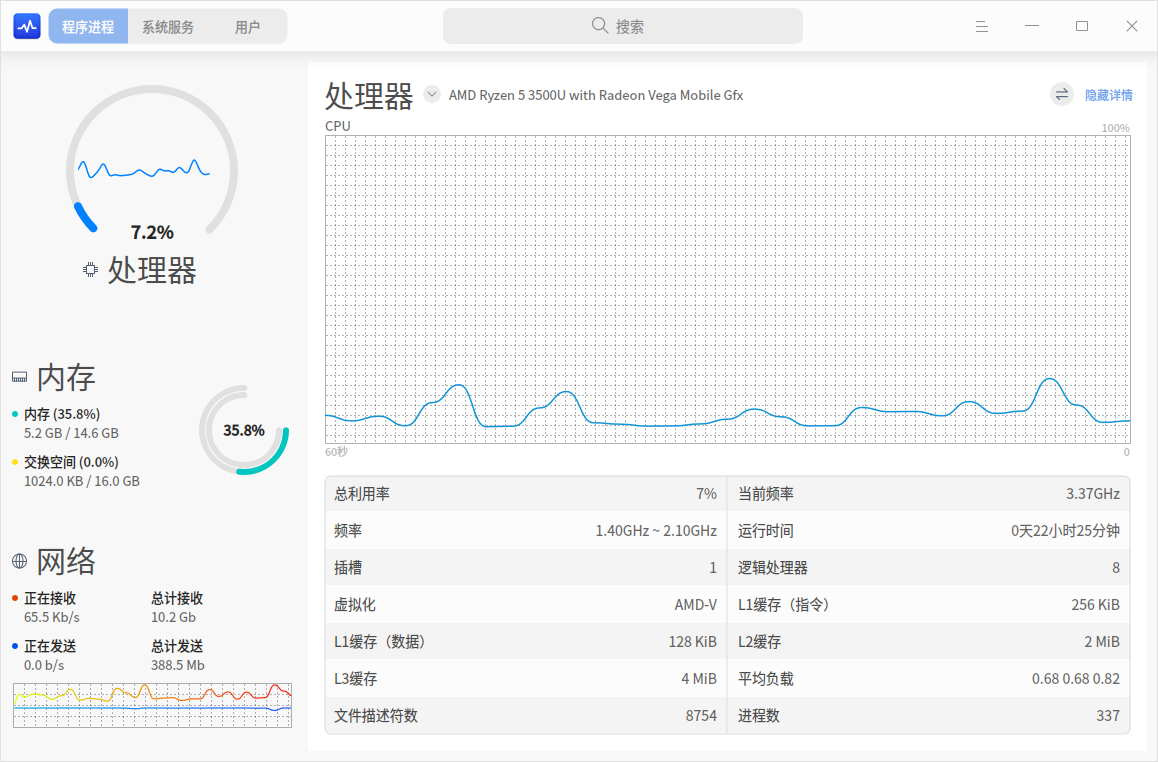 程序进程 系统服务 用户 搜索
7.2%
处理器
内存
内存 (35.8%)
5.2 GB / 14.6 GB
交换空间 (0.0%)
1024.0 KB / 16.0 GB
35.8%
网络
正在接收 总计接收
65.5 Kb/s 10.2 Gb
正在发送 总计发送
0.0 b/s 388.5 Mb
处理器 AMD Ryzen 5 3500U with Radeon Vega Mobile Gfx 隐藏详情
CPU 100%
60秒 0
总利用率 7% 当前频率 3.37GHz
频率 1.40GHz ~ 2.10GHz 运行时间 0天22小时25分钟
插槽 1 逻辑处理器 8
虚拟化 AMD-V L1缓存（指令） 256 KiB
L1缓存（数据） 128 KiB L2缓存 2 MiB
L3缓存 4 MiB 平均负载 0.68 0.68 0.82
文件描述符数 8754 进程数 337